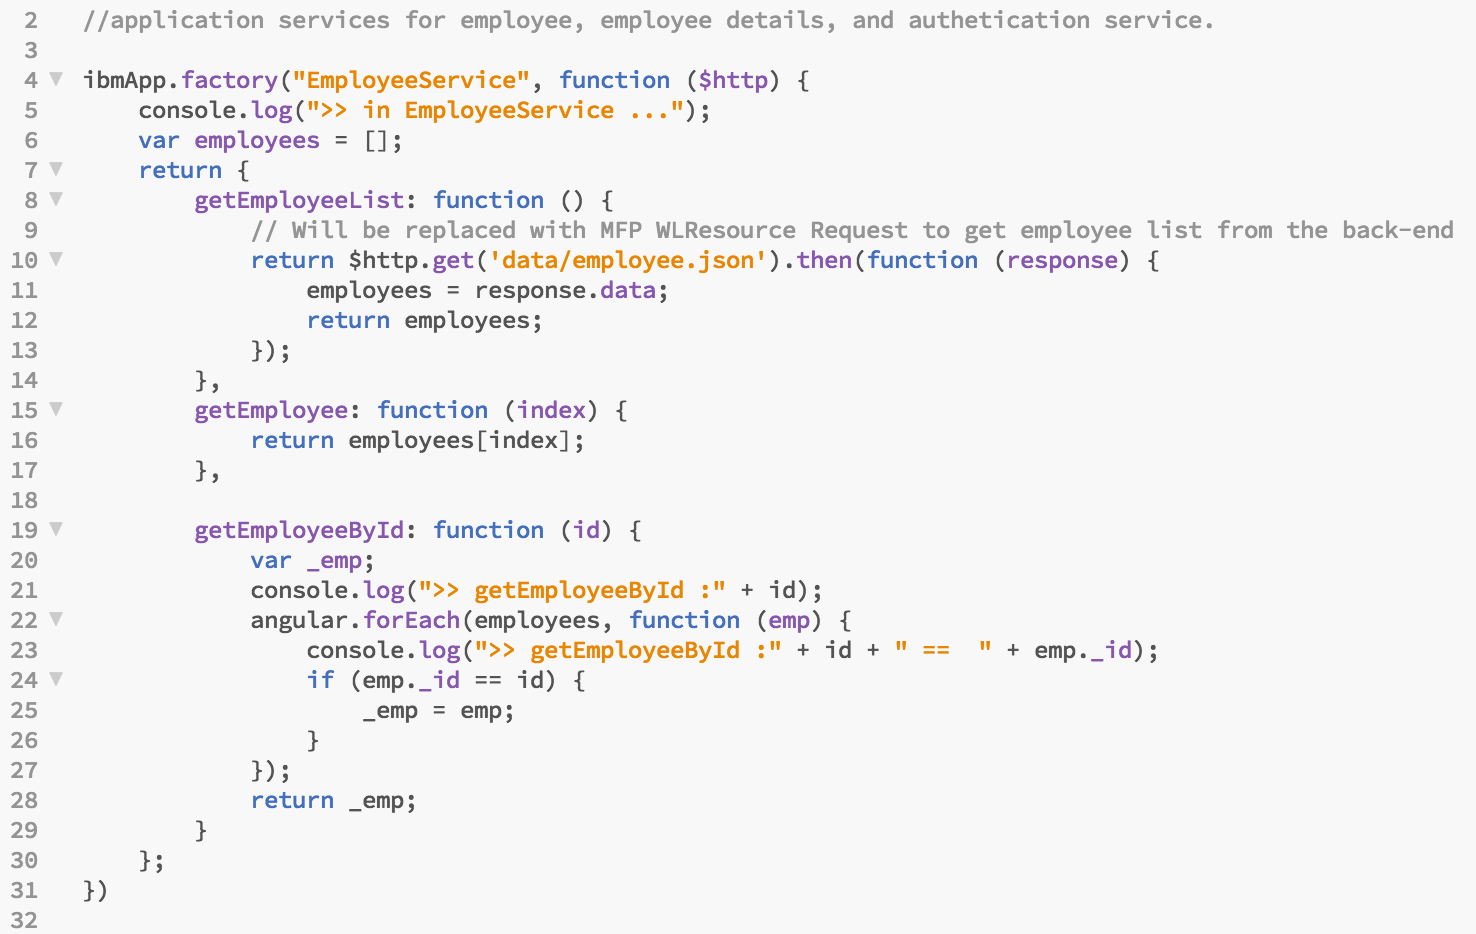 2 //application services for employee, employee details, and authetication service.
3
4 ibmApp.factory("EmployeeService", function ($http) {
5     console.log(">> in EmployeeService ...");
6     var employees = [];
7     return {
8         getEmployeeList: function () {
9             // Will be replaced with MFP WLResource Request to get employee list from the back-end
10             return $http.get('data/employee.json').then(function (response) {
11                 employees = response.data;
12                 return employees;
13             });
14         },
15         getEmployee: function (index) {
16             return employees[index];
17         },
18
19         getEmployeeById: function (id) {
20             var _emp;
21             console.log(">> getEmployeeById :" + id);
22             angular.forEach(employees, function (emp) {
23                 console.log(">> getEmployeeById :" + id + " ==  " + emp._id);
24                 if (emp._id == id) {
25                     _emp = emp;
26                 }
27             });
28             return _emp;
29         }
30     };
31 })
32